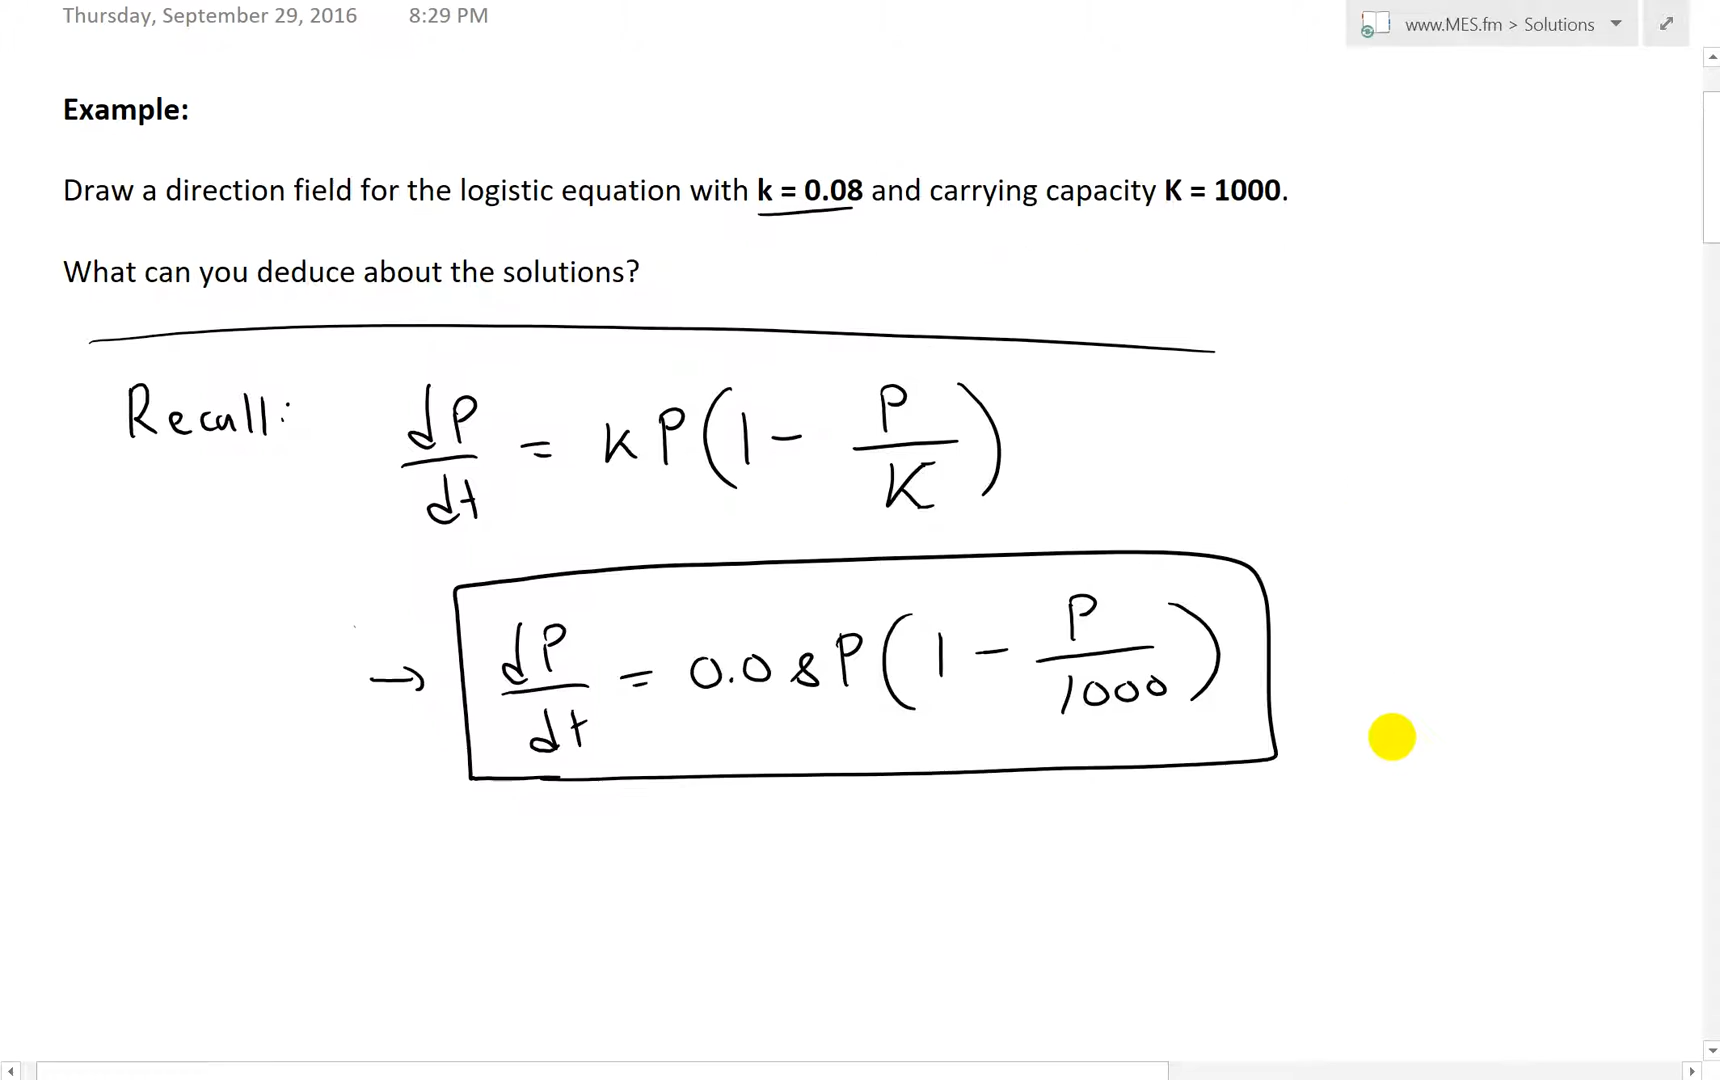 Thursday, September 29, 2016 8:29 PM
www.MES.fm > Solutions
Example:
Draw a direction field for the logistic equation with k = 0.08 and carrying capacity K = 1000.
What can you deduce about the solutions?
Recall: dP/dt = kP(1 - P/K)
→ dP/dt = 0.08P(1 - P/1000)